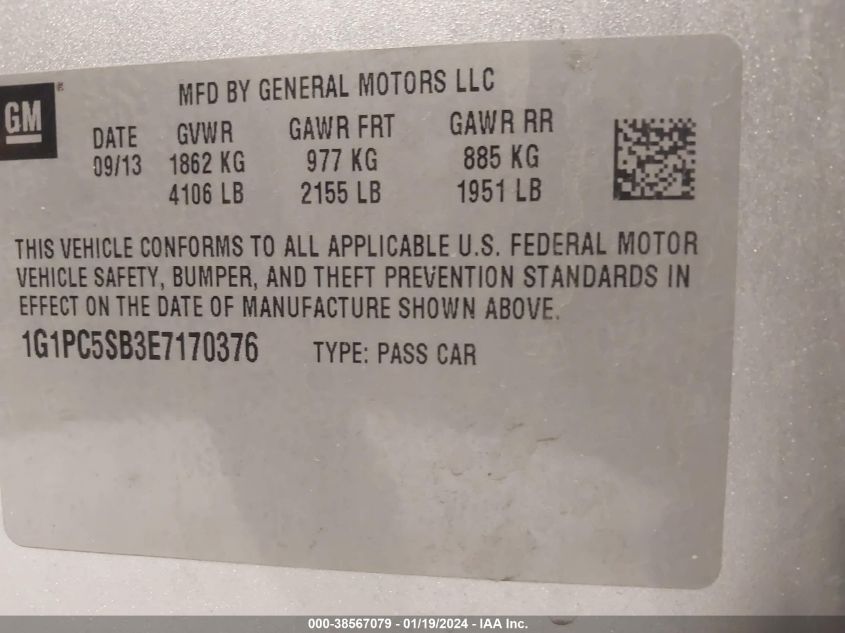 MFD BY GENERAL MOTORS LLC
GM ®
DATE GVWR GAWR FRT GAWR RR
09/13 1862 KG 977 KG 885 KG
4106 LB 2155 LB 1951 LB
THIS VEHICLE CONFORMS TO ALL APPLICABLE U.S. FEDERAL MOTOR
VEHICLE SAFETY, BUMPER, AND THEFT PREVENTION STANDARDS IN
EFFECT ON THE DATE OF MANUFACTURE SHOWN ABOVE.
1G1PC5SB3E7170376 TYPE: PASS CAR
000-38567079 - 01/19/2024 - IAA Inc.